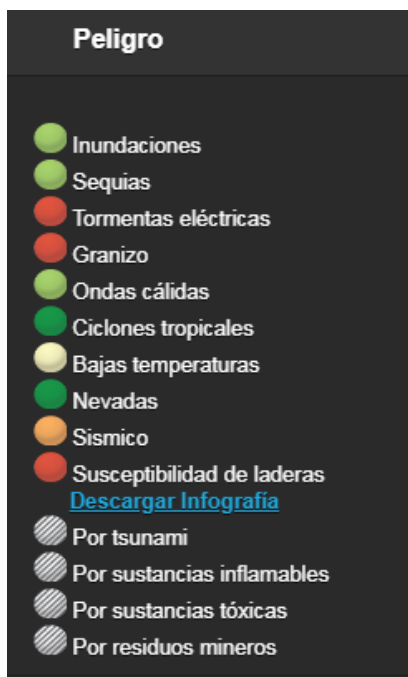 Peligro
Inundaciones
Sequias
Tormentas eléctricas
Granizo
Ondas cálidas
Ciclones tropicales
Bajas temperaturas
Nevadas
Sismico
Susceptibilidad de laderas
Descargar Infografía
Por tsunami
Por sustancias inflamables
Por sustancias tóxicas
Por residuos mineros